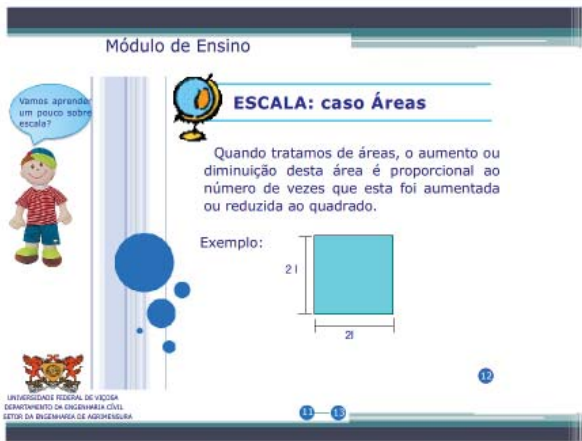 Módulo de Ensino
Vamos aprender
um pouco sobre
escala?
ESCALA: caso Áreas
Quando tratamos de áreas, o aumento ou
diminuição desta área é proporcional ao
número de vezes que esta foi aumentada
ou reduzida ao quadrado.
Exemplo:
2 l
2l
12
UNIVERSIDADE FEDERAL DE VIÇOSA
DEPARTAMENTO DA ENGENHARIA CÍVIL
SETOR DA ENGENHARIA DE AGRIMENSURA
11
13